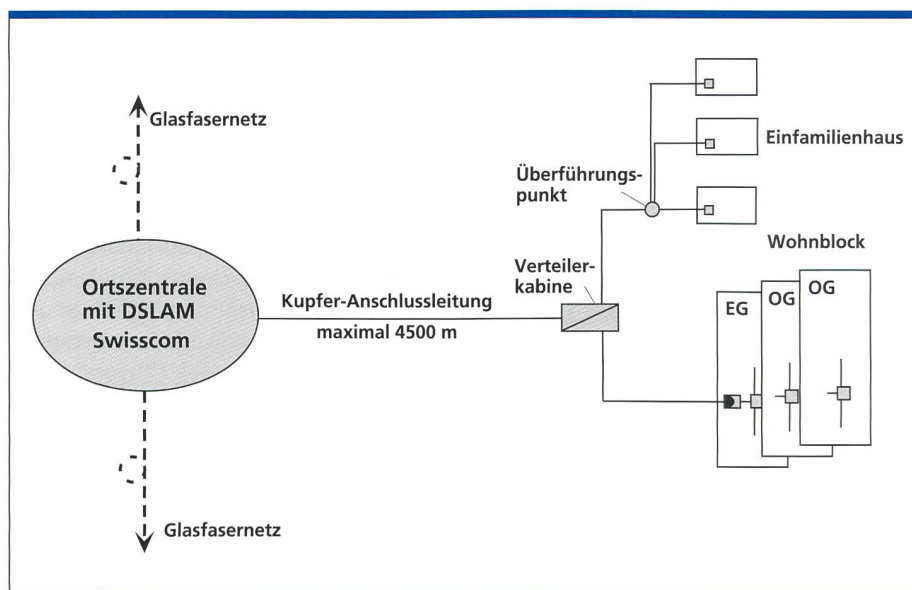 Glasfasernetz
Einfamilienhaus
Überführungs-
punkt
Wohnblock
Verteiler-
kabine
Ortszentrale
mit DSLAM
Swisscom
Kupfer-Anschlussleitung
maximal 4500 m
EG
OG
OG
Glasfasernetz